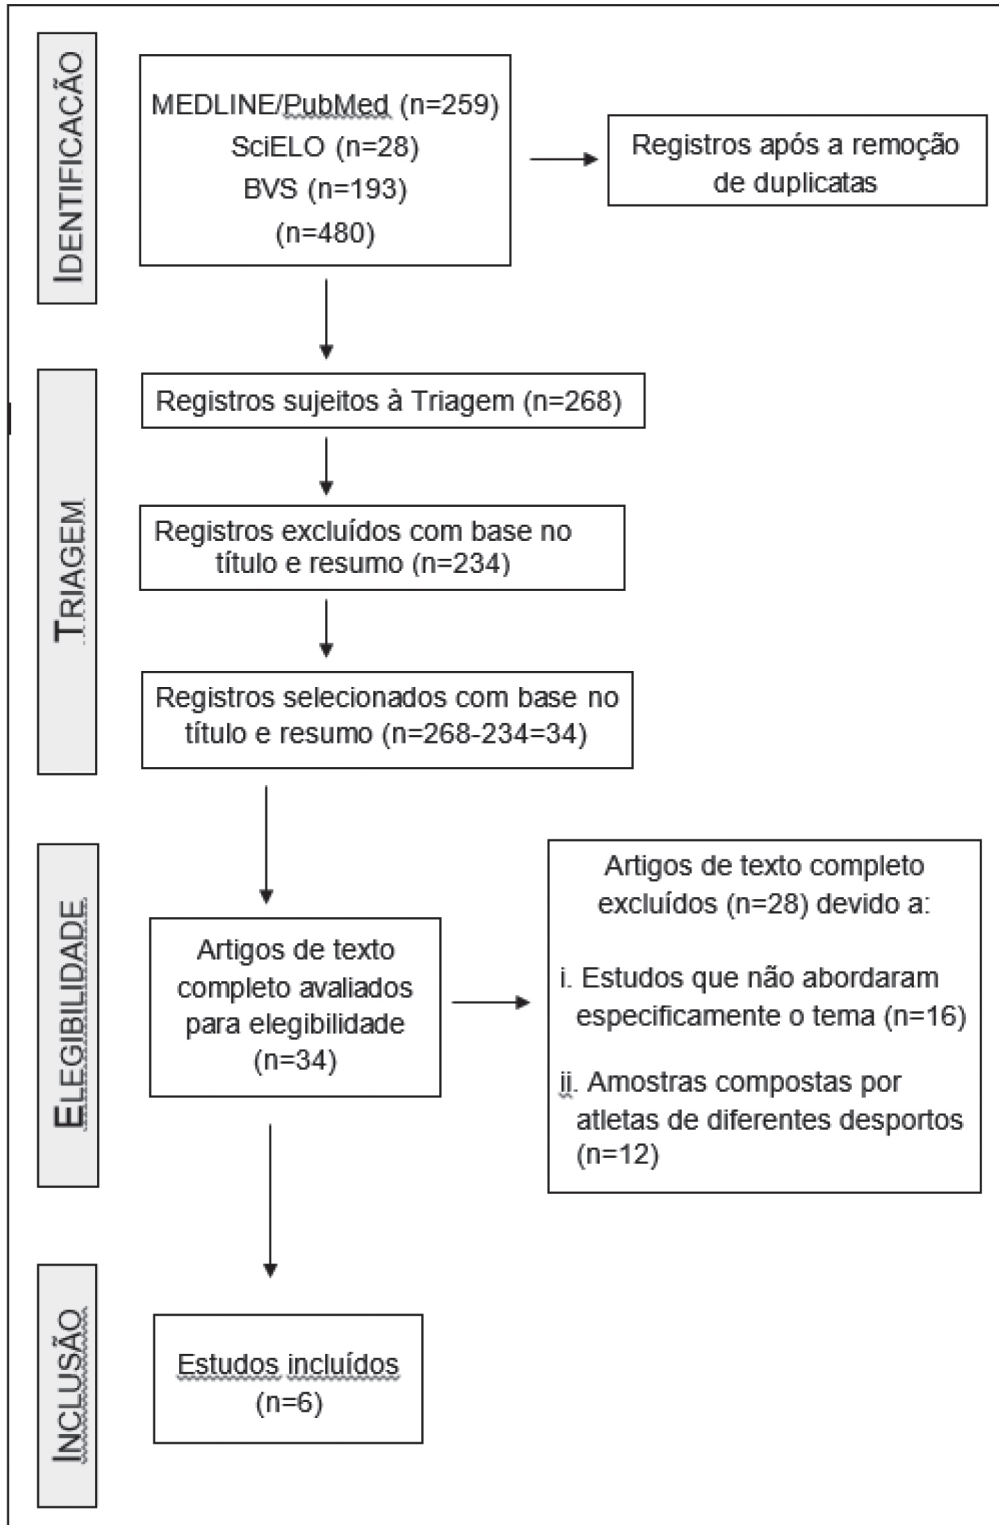 IDENTIFICAÇÃO
MEDLINE/PubMed (n=259)
SciELO (n=28)
BVS (n=193)
(n=480)
Registros após a remoção
de duplicatas
TRIAGEM
Registros sujeitos à Triagem (n=268)
Registros excluídos com base no
título e resumo (n=234)
Registros selecionados com base no
título e resumo (n=268-234=34)
ELEGIBILIDADE
Artigos de texto
completo avaliados
para elegibilidade
(n=34)
Artigos de texto completo
excluídos (n=28) devido a:
i. Estudos que não abordaram
especificamente o tema (n=16)
ii. Amostras compostas por
atletas de diferentes desportos
(n=12)
INCLUSÃO
Estudos incluídos
(n=6)